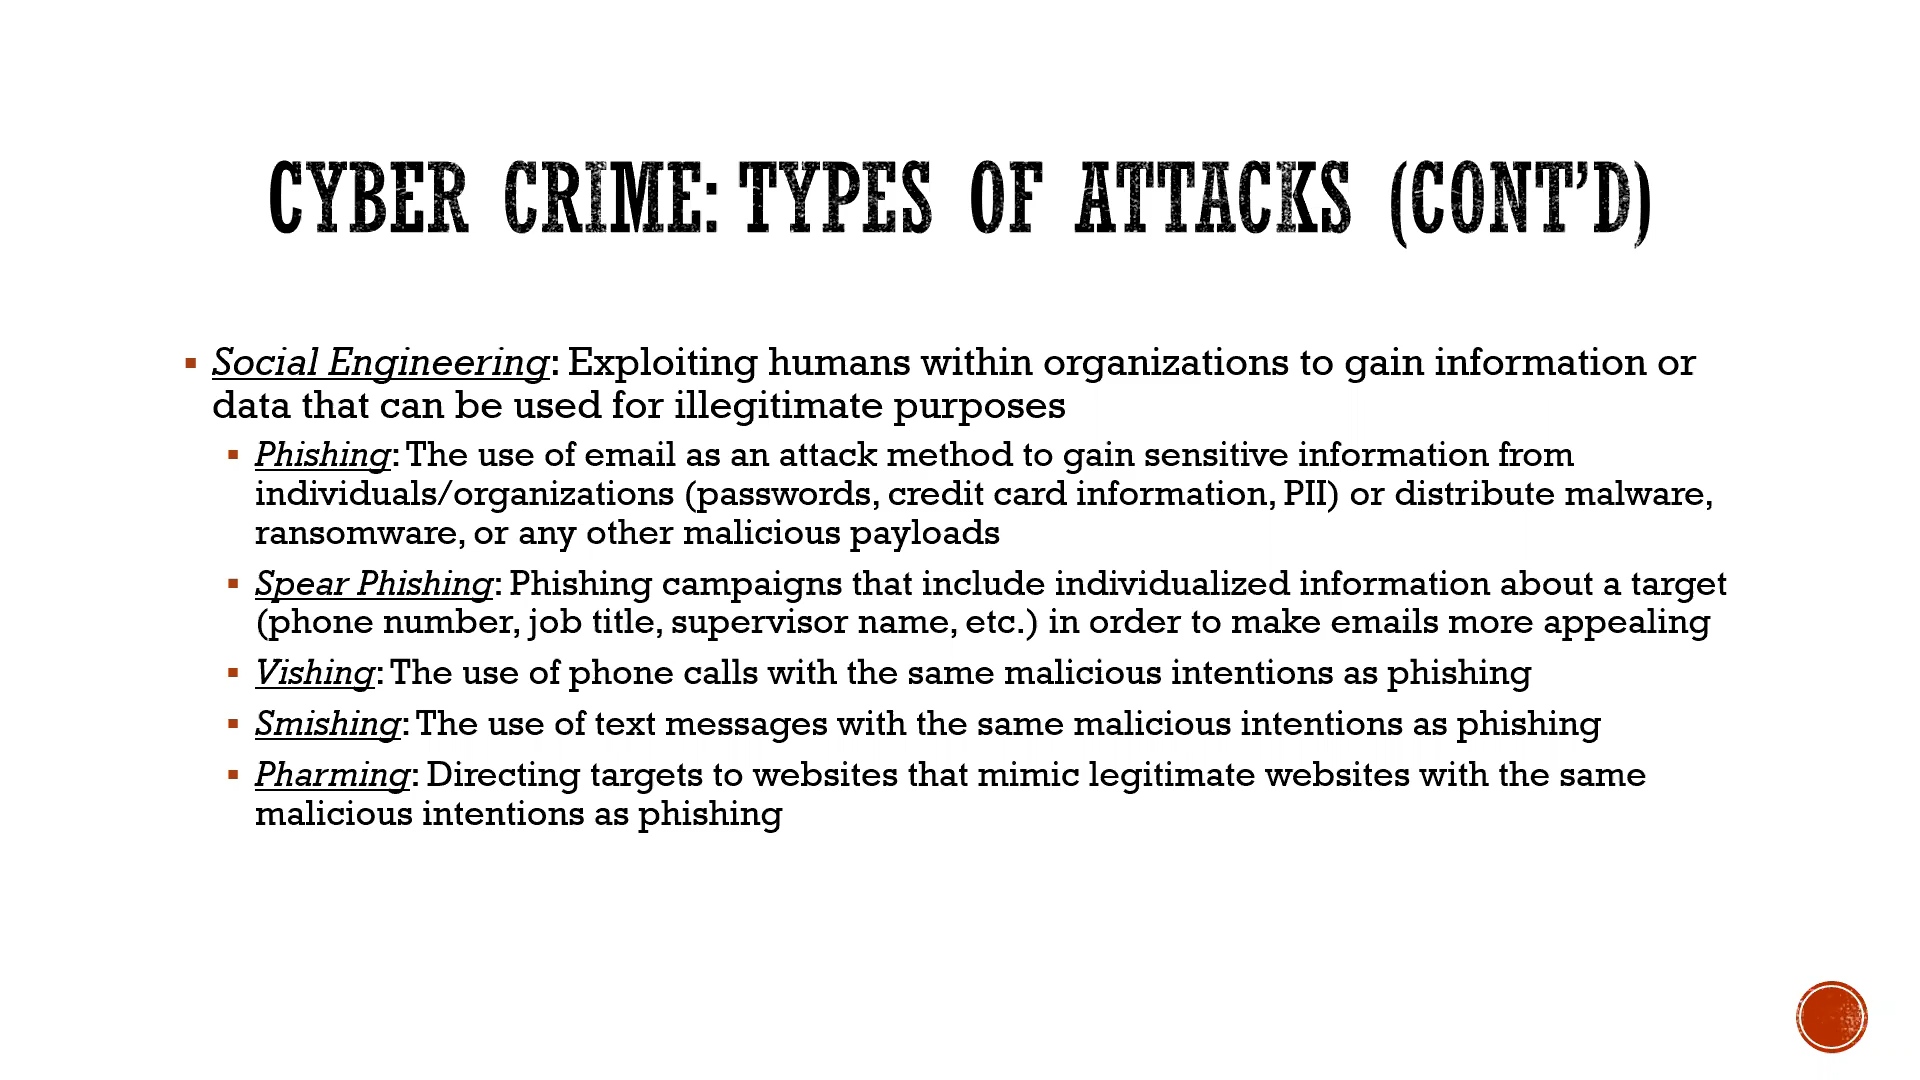 CYBER CRIME: TYPES OF ATTACKS (CONT’D)
▪ Social Engineering: Exploiting humans within organizations to gain information or
data that can be used for illegitimate purposes
▪ Phishing: The use of email as an attack method to gain sensitive information from
individuals/organizations (passwords, credit card information, PII) or distribute malware,
ransomware, or any other malicious payloads
▪ Spear Phishing: Phishing campaigns that include individualized information about a target
(phone number, job title, supervisor name, etc.) in order to make emails more appealing
▪ Vishing: The use of phone calls with the same malicious intentions as phishing
▪ Smishing: The use of text messages with the same malicious intentions as phishing
▪ Pharming: Directing targets to websites that mimic legitimate websites with the same
malicious intentions as phishing